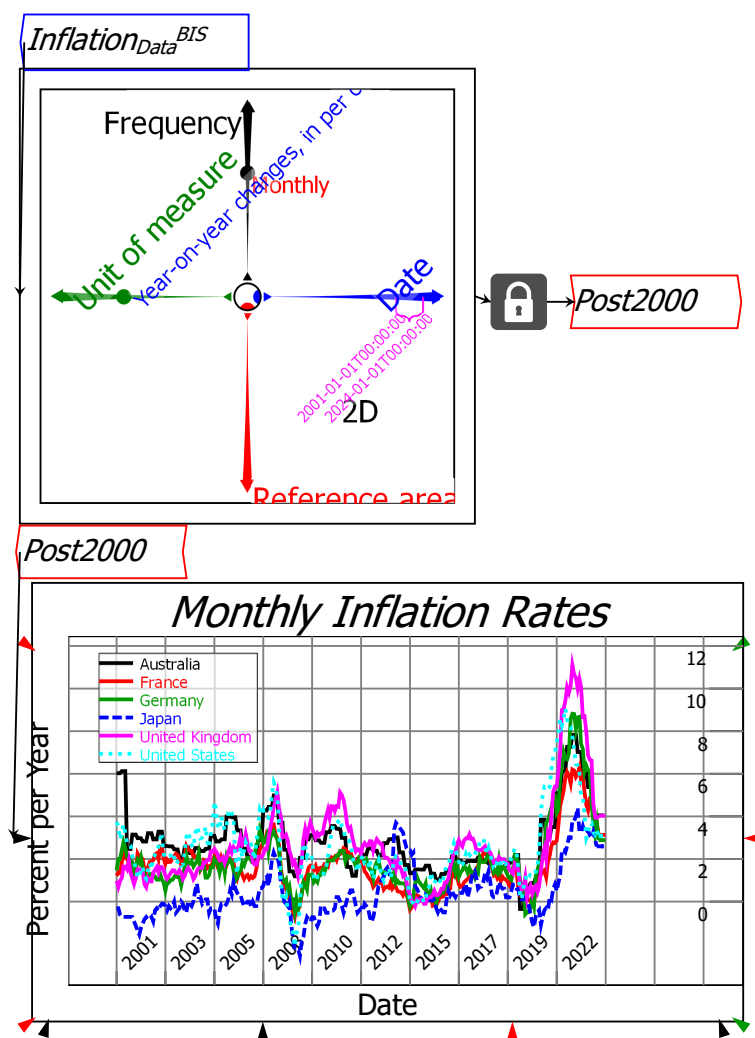 Inflation Data BIS
Frequency
Year-on-year changes, in per c
Unit of measure
Monthly
Date
Post2000
2001-01-01T00:00:00
2024-01-01T00:00:00
2D
Reference area
Post2000
Monthly Inflation Rates
Australia
France
Germany
Japan
United Kingdom
United States
Percent per Year
12
10
8
6
4
2
0
2001
2003
2005
2010
2012
2015
2017
2019
2022
Date